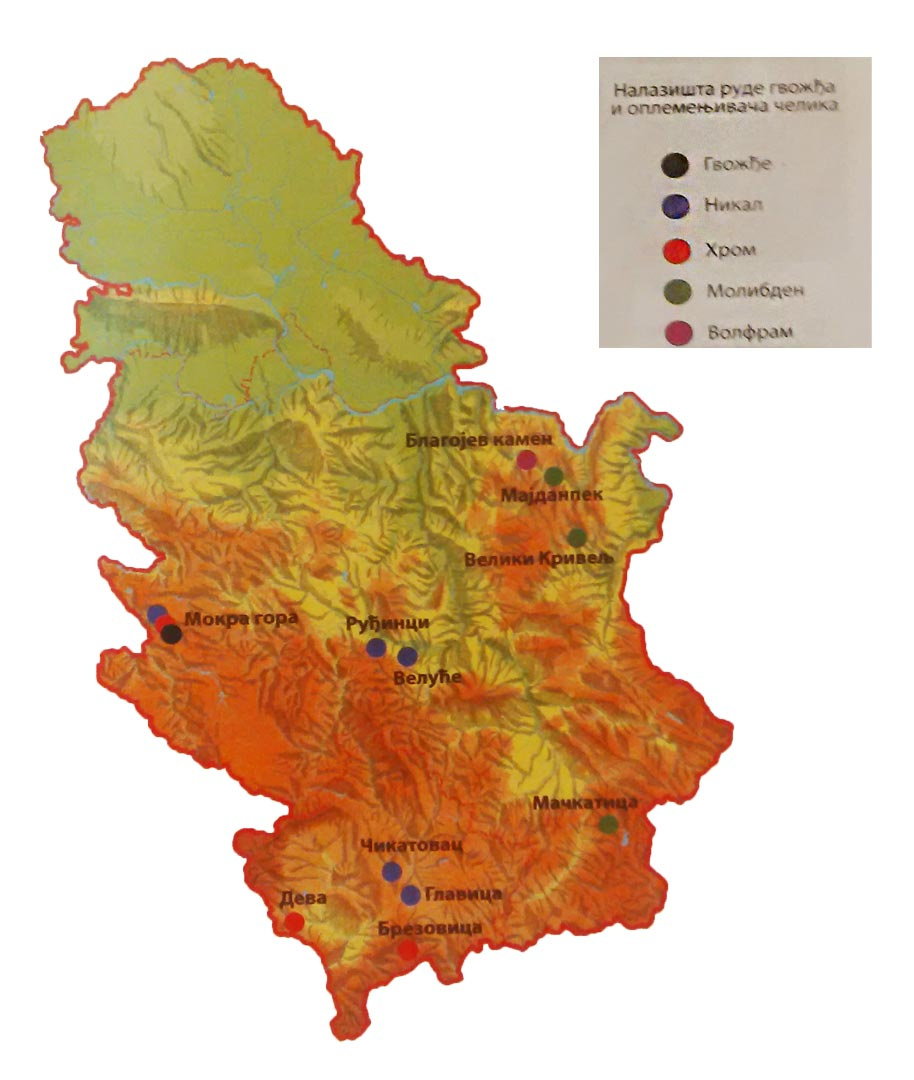 Налазишта руде гвожђа
и оплемењивача челика
Гвожђе
Никал
Хром
Молибден
Волфрам
Благојев камен
Мајданпек
Велики Кривељ
Мокра гора
Руђинци
Велуће
Мачкатица
Чикатовац
Главица
Дева
Брезовица